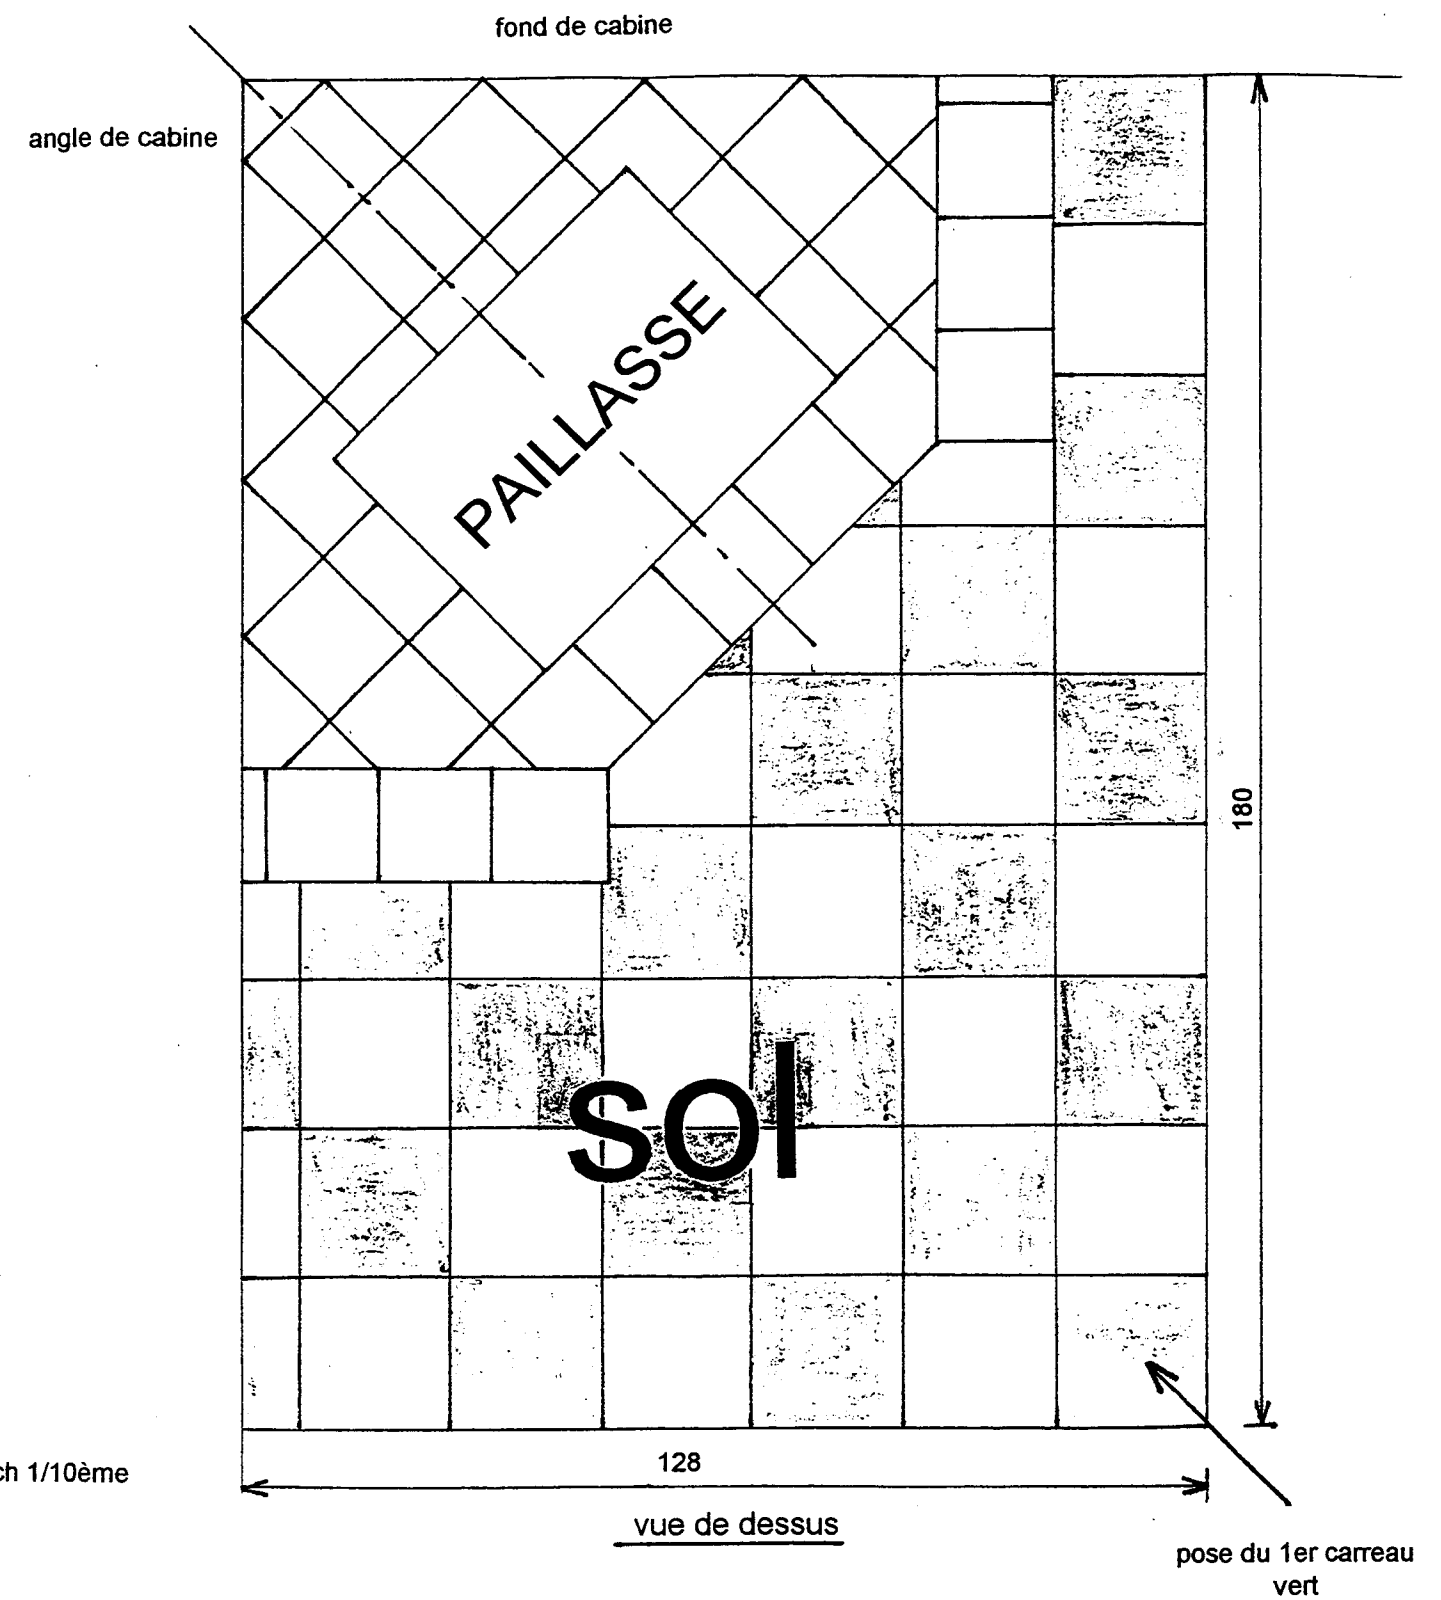 fond de cabine
angle de cabine
PAILLASSE
180
sol
128
ch 1/10ème
vue de dessus
pose du 1er carreau
vert